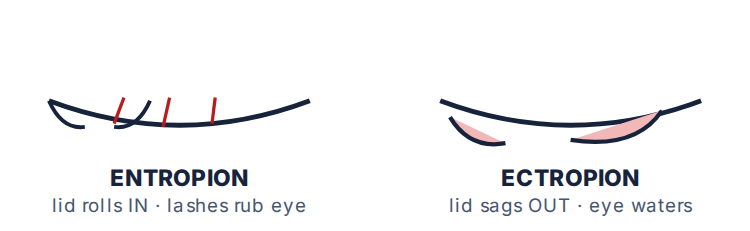 ENTROPION
lid rolls IN · lashes rub eye
ECTROPION
lid sags OUT · eye waters